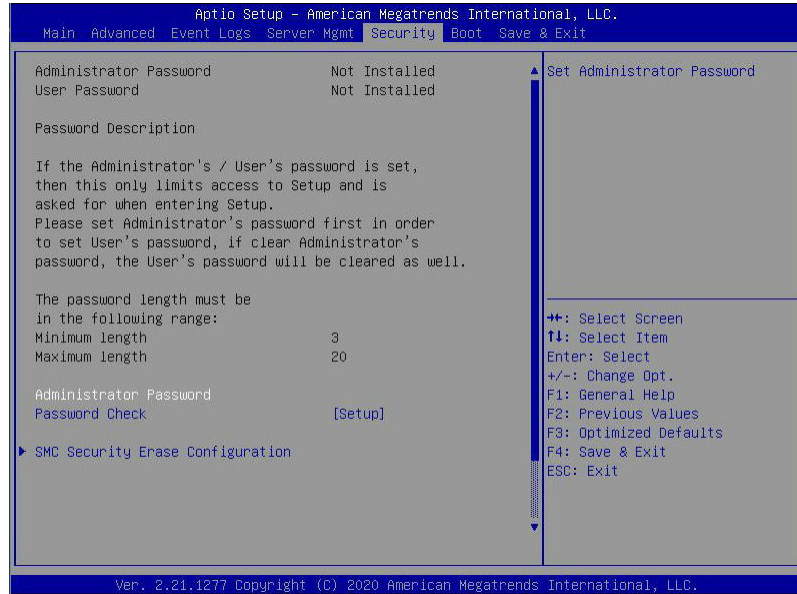 Aptio Setup – American Megatrends International, LLC.
Main Advanced Event Logs Server Mgmt Security Boot Save & Exit
Administrator Password Not Installed
User Password Not Installed
Password Description
If the Administrator's / User's password is set,
then this only limits access to Setup and is
asked for when entering Setup.
Please set Administrator's password first in order
to set User's password, if clear Administrator's
password, the User's password will be cleared as well.
The password length must be
in the following range:
Minimum length 3
Maximum length 20
Administrator Password
Password Check [Setup]
SMC Security Erase Configuration
Set Administrator Password
→←: Select Screen
↑↓: Select Item
Enter: Select
+/-: Change Opt.
F1: General Help
F2: Previous Values
F3: Optimized Defaults
F4: Save & Exit
ESC: Exit
Ver. 2.21.1277 Copyright (C) 2020 American Megatrends International, LLC.